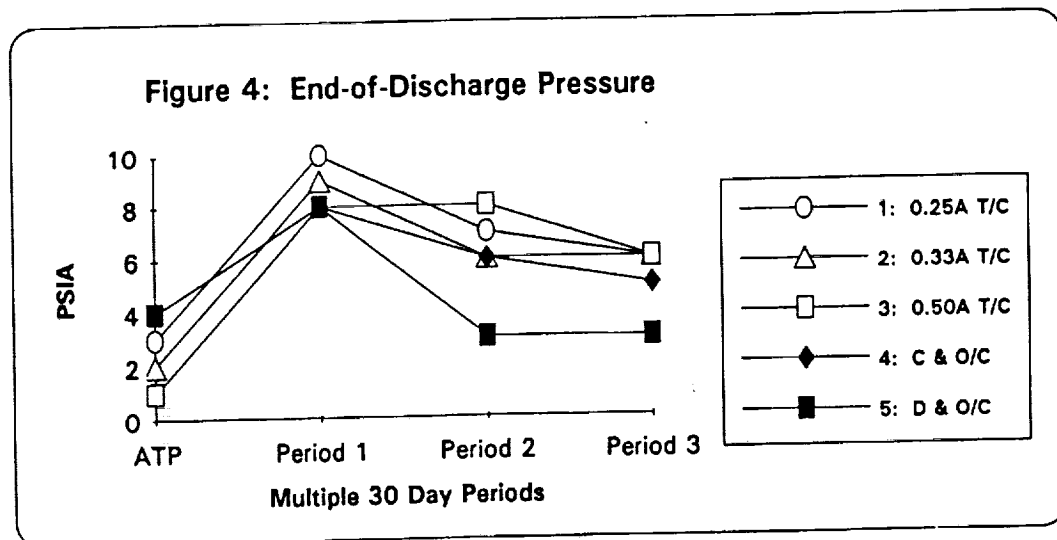 Figure 4: End-of-Discharge Pressure
PSIA
10
8
6
4
2
0
ATP Period 1 Period 2 Period 3
Multiple 30 Day Periods
1: 0.25A T/C
2: 0.33A T/C
3: 0.50A T/C
4: C & O/C
5: D & O/C